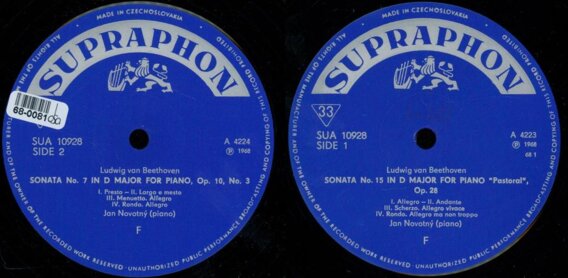 MADE IN CZECHOSLOVAKIA
ALL RIGHTS OF THE MANUFACTURER AND OF THE OWNER OF THE RECORDED WORK RESERVED · UNAUTHORIZED PUBLIC PERFORMANCE BROADCASTING AND COPYING OF THIS RECORD PROHIBITED
SUPRAPHON
68-0081
SUA 10928
SIDE 2
A 4224
Ⓟ 1968
Ludwig van Beethoven
SONATA No. 7 IN D MAJOR FOR PIANO, Op. 10, No. 3
I. Presto – II. Largo e mesto
III. Menuetto. Allegro
IV. Rondo. Allegro
Jan Novotný (piano)
F
MADE IN CZECHOSLOVAKIA
ALL RIGHTS OF THE MANUFACTURER AND OF THE OWNER OF THE RECORDED WORK RESERVED · UNAUTHORIZED PUBLIC PERFORMANCE BROADCASTING AND COPYING OF THIS RECORD PROHIBITED
SUPRAPHON
33
SUA 10928
SIDE 1
A 4223
Ⓟ 1968
68 1
Ludwig van Beethoven
SONATA No. 15 IN D MAJOR FOR PIANO "Pastoral",
Op. 28
I. Allegro – II. Andante
III. Scherzo. Allegro vivace
IV. Rondo. Allegro ma non troppo
Jan Novotný (piano)
F